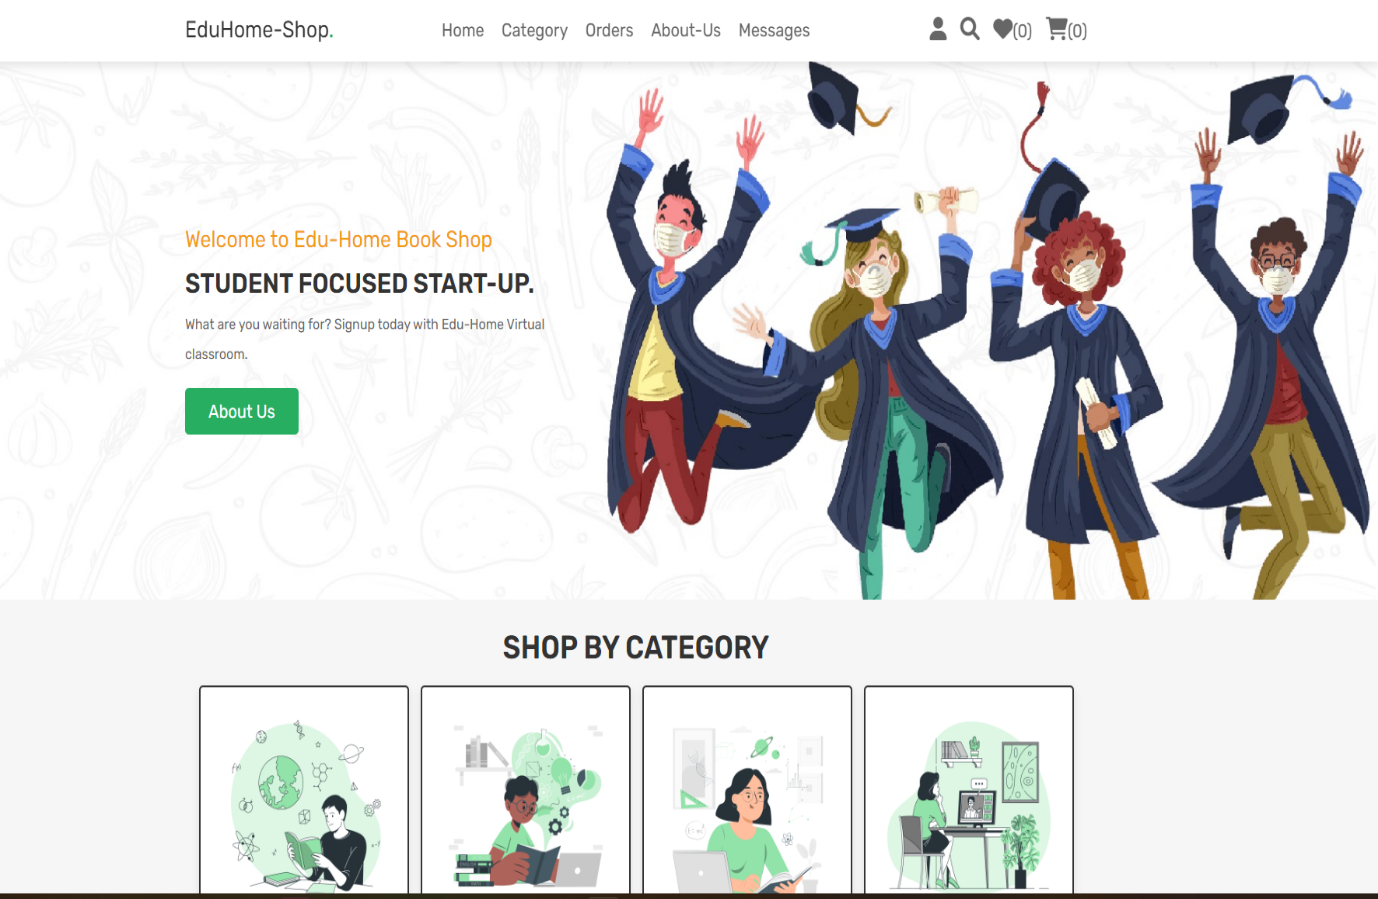 EduHome-Shop.
Home Category Orders About-Us Messages
(0) (0)
Welcome to Edu-Home Book Shop
STUDENT FOCUSED START-UP.
What are you waiting for? Signup today with Edu-Home Virtual
classroom.
About Us
SHOP BY CATEGORY